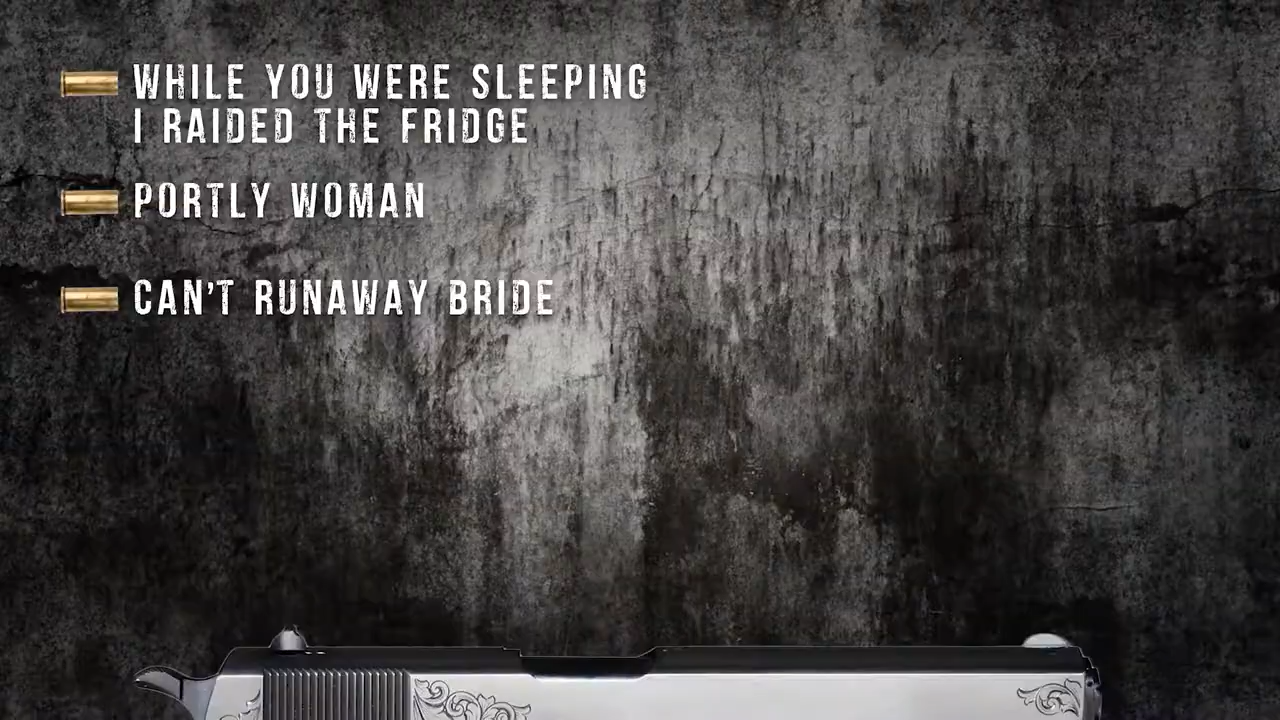 WHILE YOU WERE SLEEPING
I RAIDED THE FRIDGE
PORTLY WOMAN
CAN'T RUNAWAY BRIDE